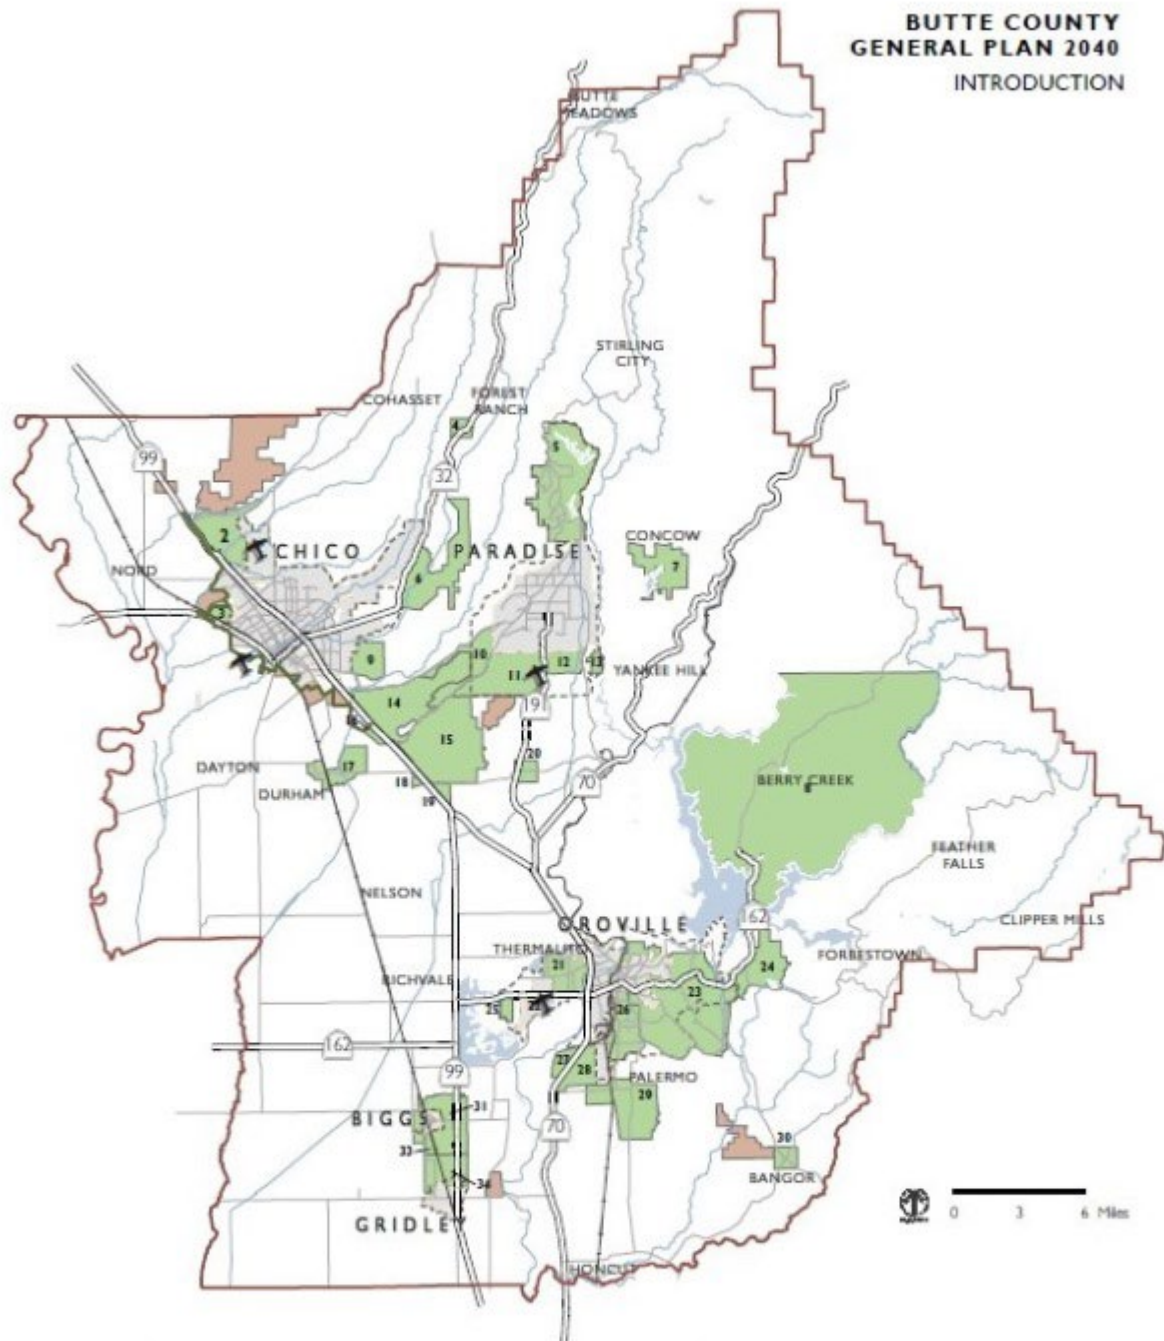 BUTTE COUNTY
GENERAL PLAN 2040
INTRODUCTION
BUTTE
MEADOWS
STIRLING
CITY
COHASSET
FOREST
RANCH
4
5
99
32
2
CHICO
PARADISE
CONCOW
7
NORD
6
3
9
10
11
12
13
YANKEE HILL
14
191
15
20
DAYTON
17
18
19
DURHAM
70
BERRY CREEK
8
FEATHER
FALLS
NELSON
OROVILLE
162
CLIPPER MILLS
THERMALITO
FORBESTOWN
21
24
RICHVALE
23
25
22
26
162
99
27
28
PALERMO
29
31
BIGGS
70
30
33
BANGOR
34
GRIDLEY
0 3 6 Miles
HONCUT